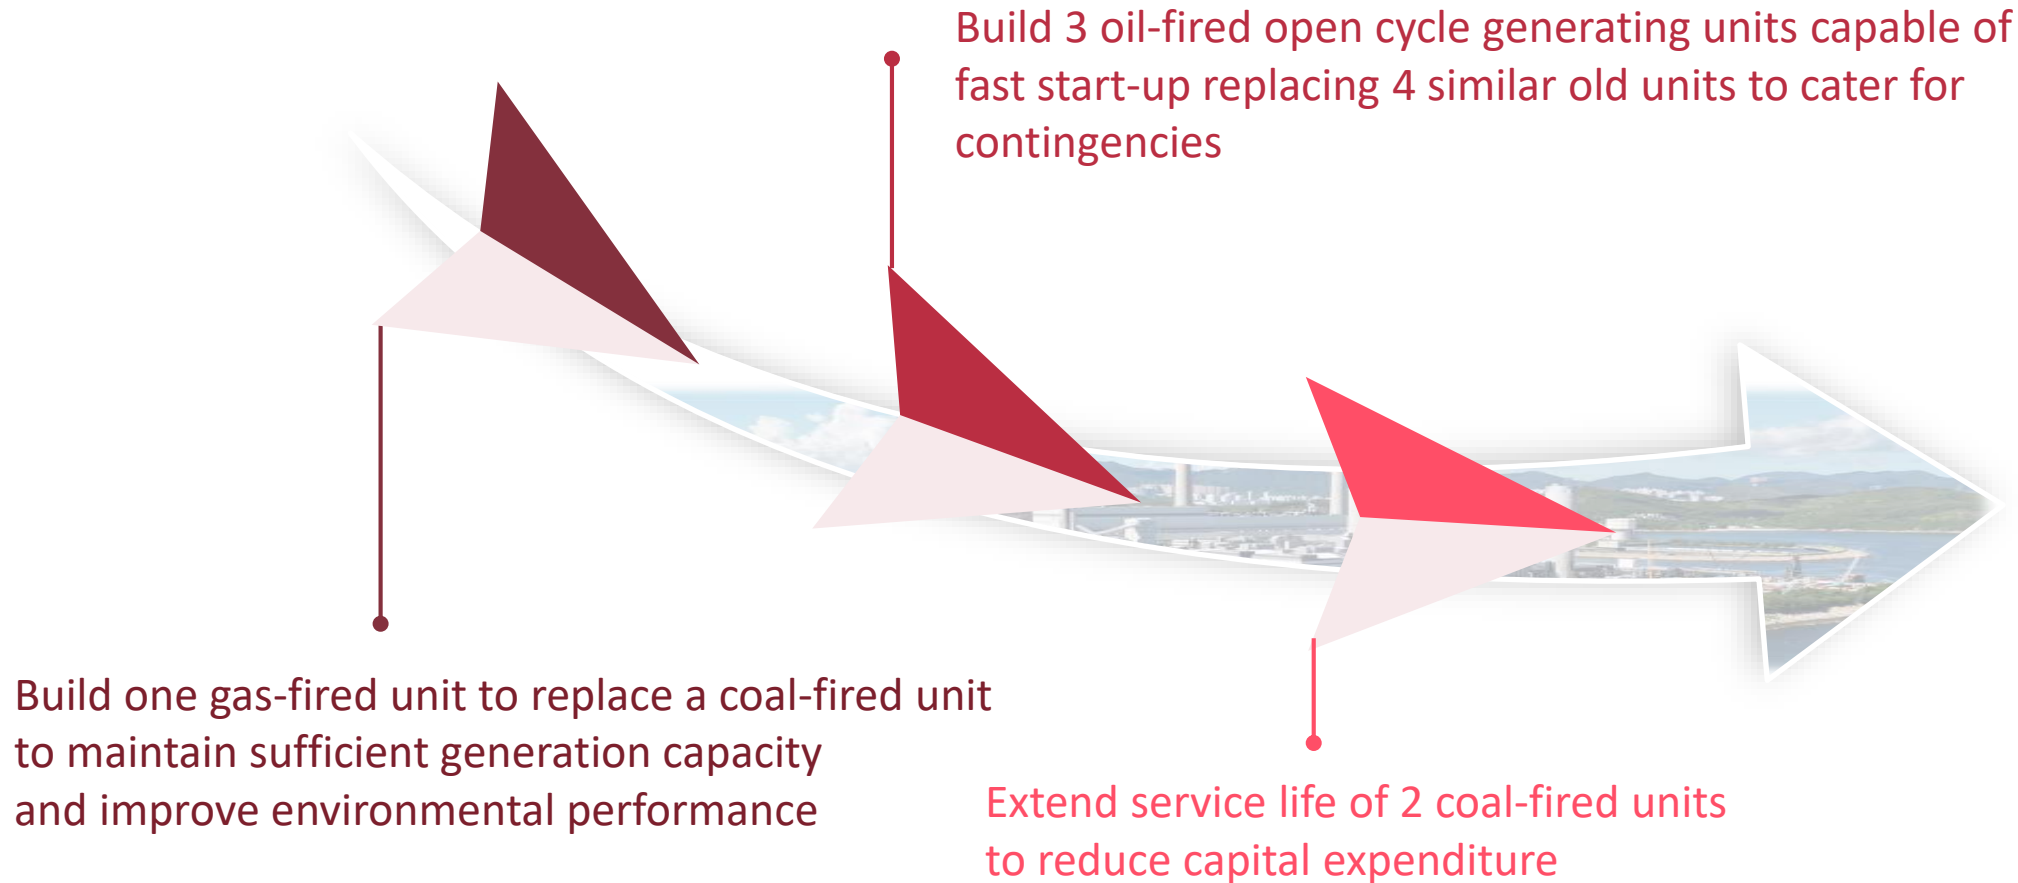 Build 3 oil-fired open cycle generating units capable of
fast start-up replacing 4 similar old units to cater for
contingencies
Build one gas-fired unit to replace a coal-fired unit
to maintain sufficient generation capacity
and improve environmental performance
Extend service life of 2 coal-fired units
to reduce capital expenditure